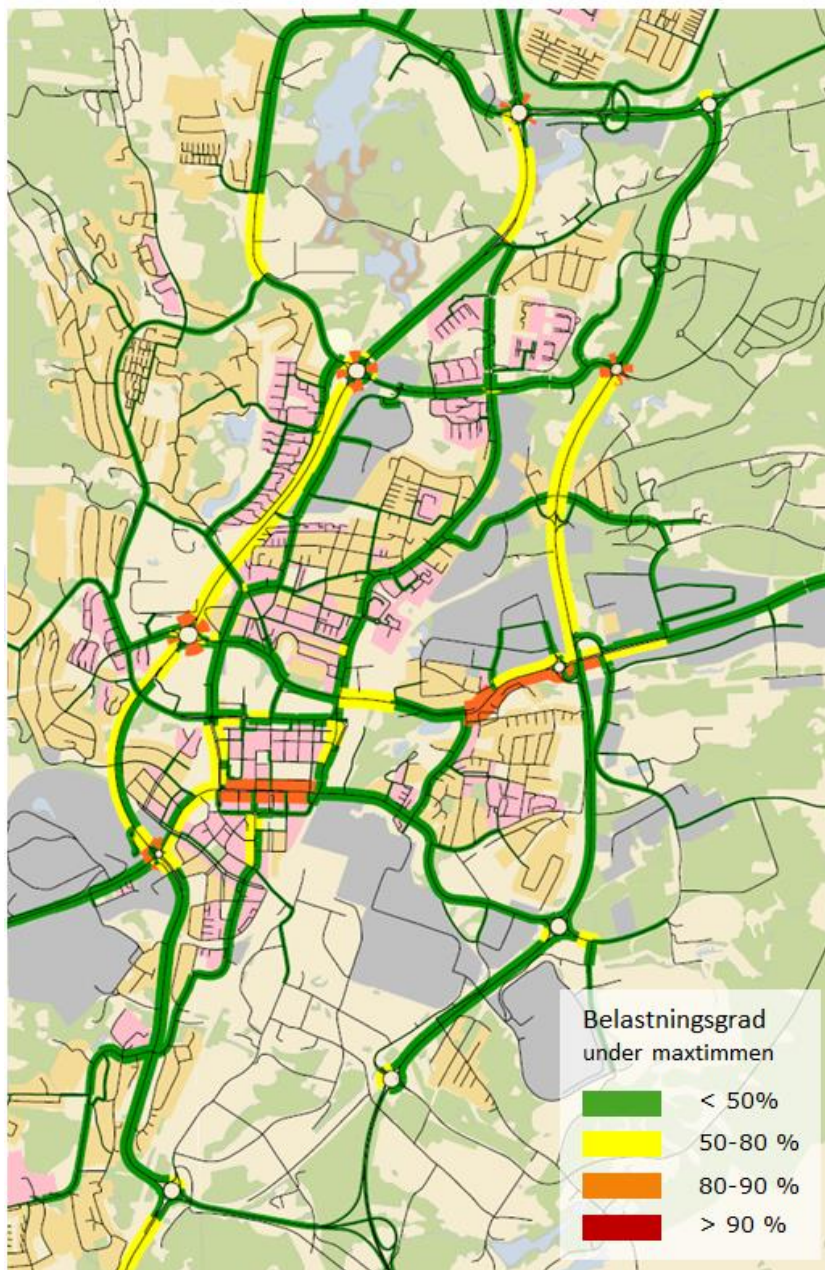 Belastningsgrad
under maxtimmen
< 50%
50-80 %
80-90 %
> 90 %